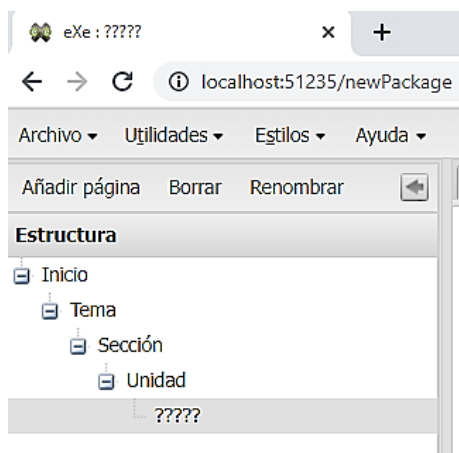 eXe : ?????
localhost:51235/newPackage
Archivo Utilidades Estilos Ayuda
Añadir página Borrar Renombrar
Estructura
Inicio
Tema
Sección
Unidad
?????